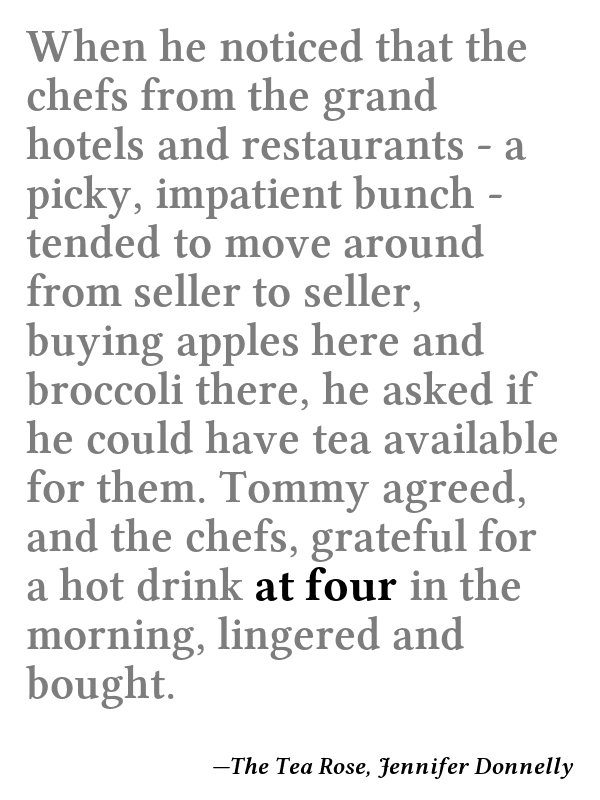 When he noticed that the
chefs from the grand
hotels and restaurants - a
picky, impatient bunch -
tended to move around
from seller to seller,
buying apples here and
broccoli there, he asked if
he could have tea available
for them. Tommy agreed,
and the chefs, grateful for
a hot drink at four in the
morning, lingered and
bought.
—The Tea Rose, Jennifer Donnelly